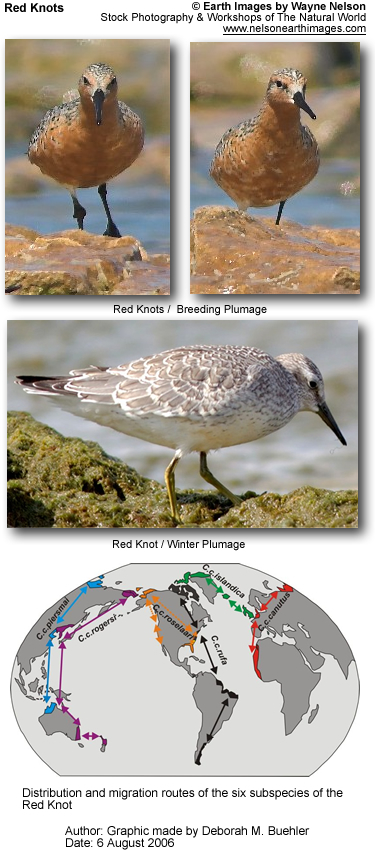 Red Knots
© Earth Images by Wayne Nelson
Stock Photography & Workshops of The Natural World
www.nelsonearthimages.com
Red Knots / Breeding Plumage
Red Knot / Winter Plumage
C.c.piersmai
C.c.rogersi
C.c.roselaari
C.c.rufa
C.c.islandica
C.c.canutus
Distribution and migration routes of the six subspecies of the
Red Knot
Author: Graphic made by Deborah M. Buehler
Date: 6 August 2006